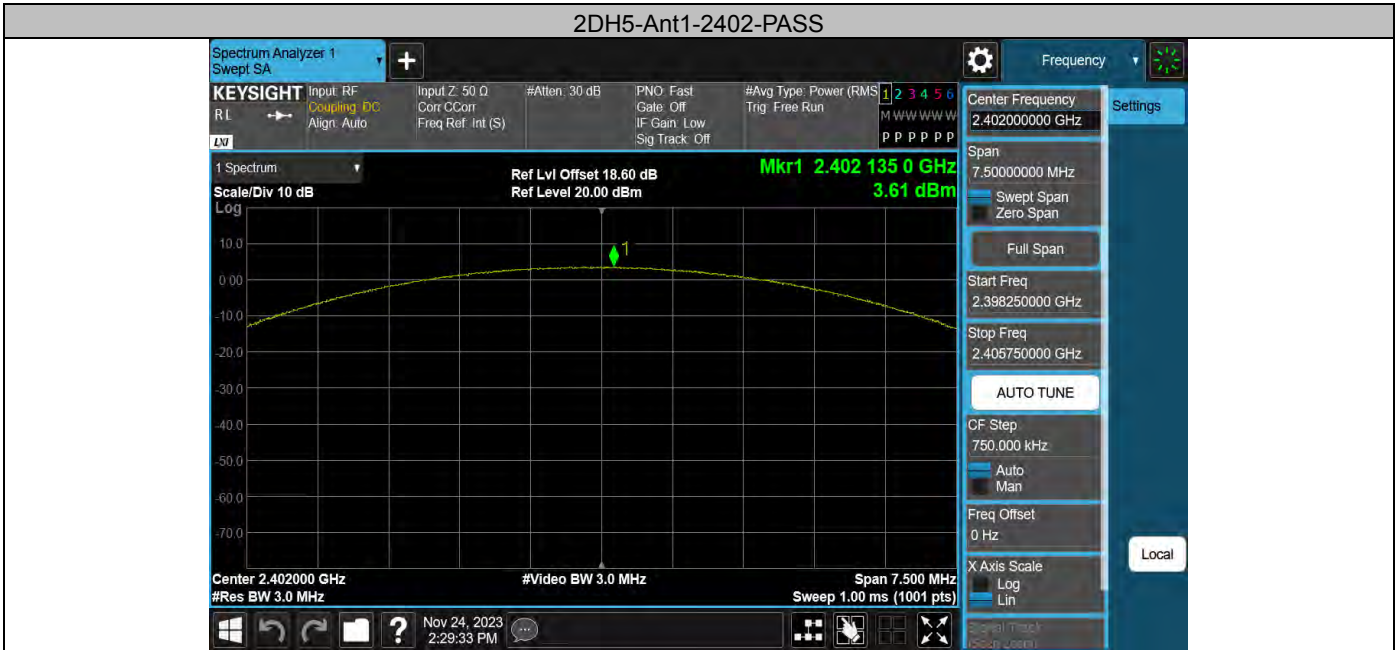 2DH5-Ant1-2402-PASS
Spectrum Analyzer 1
Swept SA
Frequency
KEYSIGHT
R L
LXI
Input: RF
Coupling: DC
Align: Auto
Input Z: 50 Ω
Corr CCorr
Freq Ref: Int (S)
#Atten: 30 dB
PNO: Fast
Gate: Off
IF Gain: Low
Sig Track: Off
#Avg Type: Power (RMS
Trig: Free Run
1 2 3 4 5 6
M W W W W W
P P P P P P
1 Spectrum
Scale/Div 10 dB
Log
Ref Lvl Offset 18.60 dB
Ref Level 20.00 dBm
Mkr1 2.402 135 0 GHz
3.61 dBm
1
10.0
0.00
-10.0
-20.0
-30.0
-40.0
-50.0
-60.0
-70.0
Center 2.402000 GHz
#Res BW 3.0 MHz
#Video BW 3.0 MHz
Span 7.500 MHz
Sweep 1.00 ms (1001 pts)
Center Frequency
2.402000000 GHz
Settings
Span
7.50000000 MHz
Swept Span
Zero Span
Full Span
Start Freq
2.398250000 GHz
Stop Freq
2.405750000 GHz
AUTO TUNE
CF Step
750.000 kHz
Auto
Man
Freq Offset
0 Hz
X Axis Scale
Log
Lin
Signal Track
(Span Zoom)
Local
?
Nov 24, 2023
2:29:33 PM